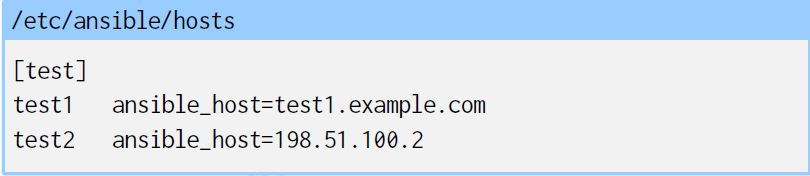 /etc/ansible/hosts
[test]
test1 ansible_host=test1.example.com
test2 ansible_host=198.51.100.2